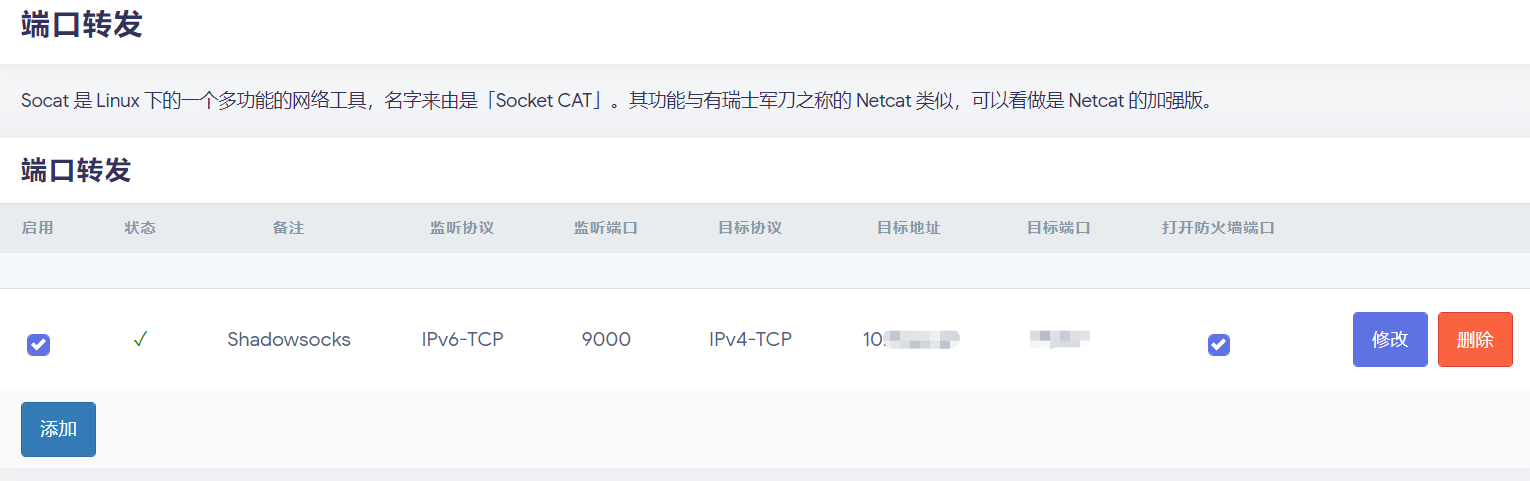 端口转发
Socat 是 Linux 下的一个多功能的网络工具，名字来由是「Socket CAT」。其功能与有瑞士军刀之称的 Netcat 类似，可以看做是 Netcat 的加强版。
端口转发
启用 状态 备注 监听协议 监听端口 目标协议 目标地址 目标端口 打开防火墙端口
✓ Shadowsocks IPv6-TCP 9000 IPv4-TCP 10. 修改 删除
添加